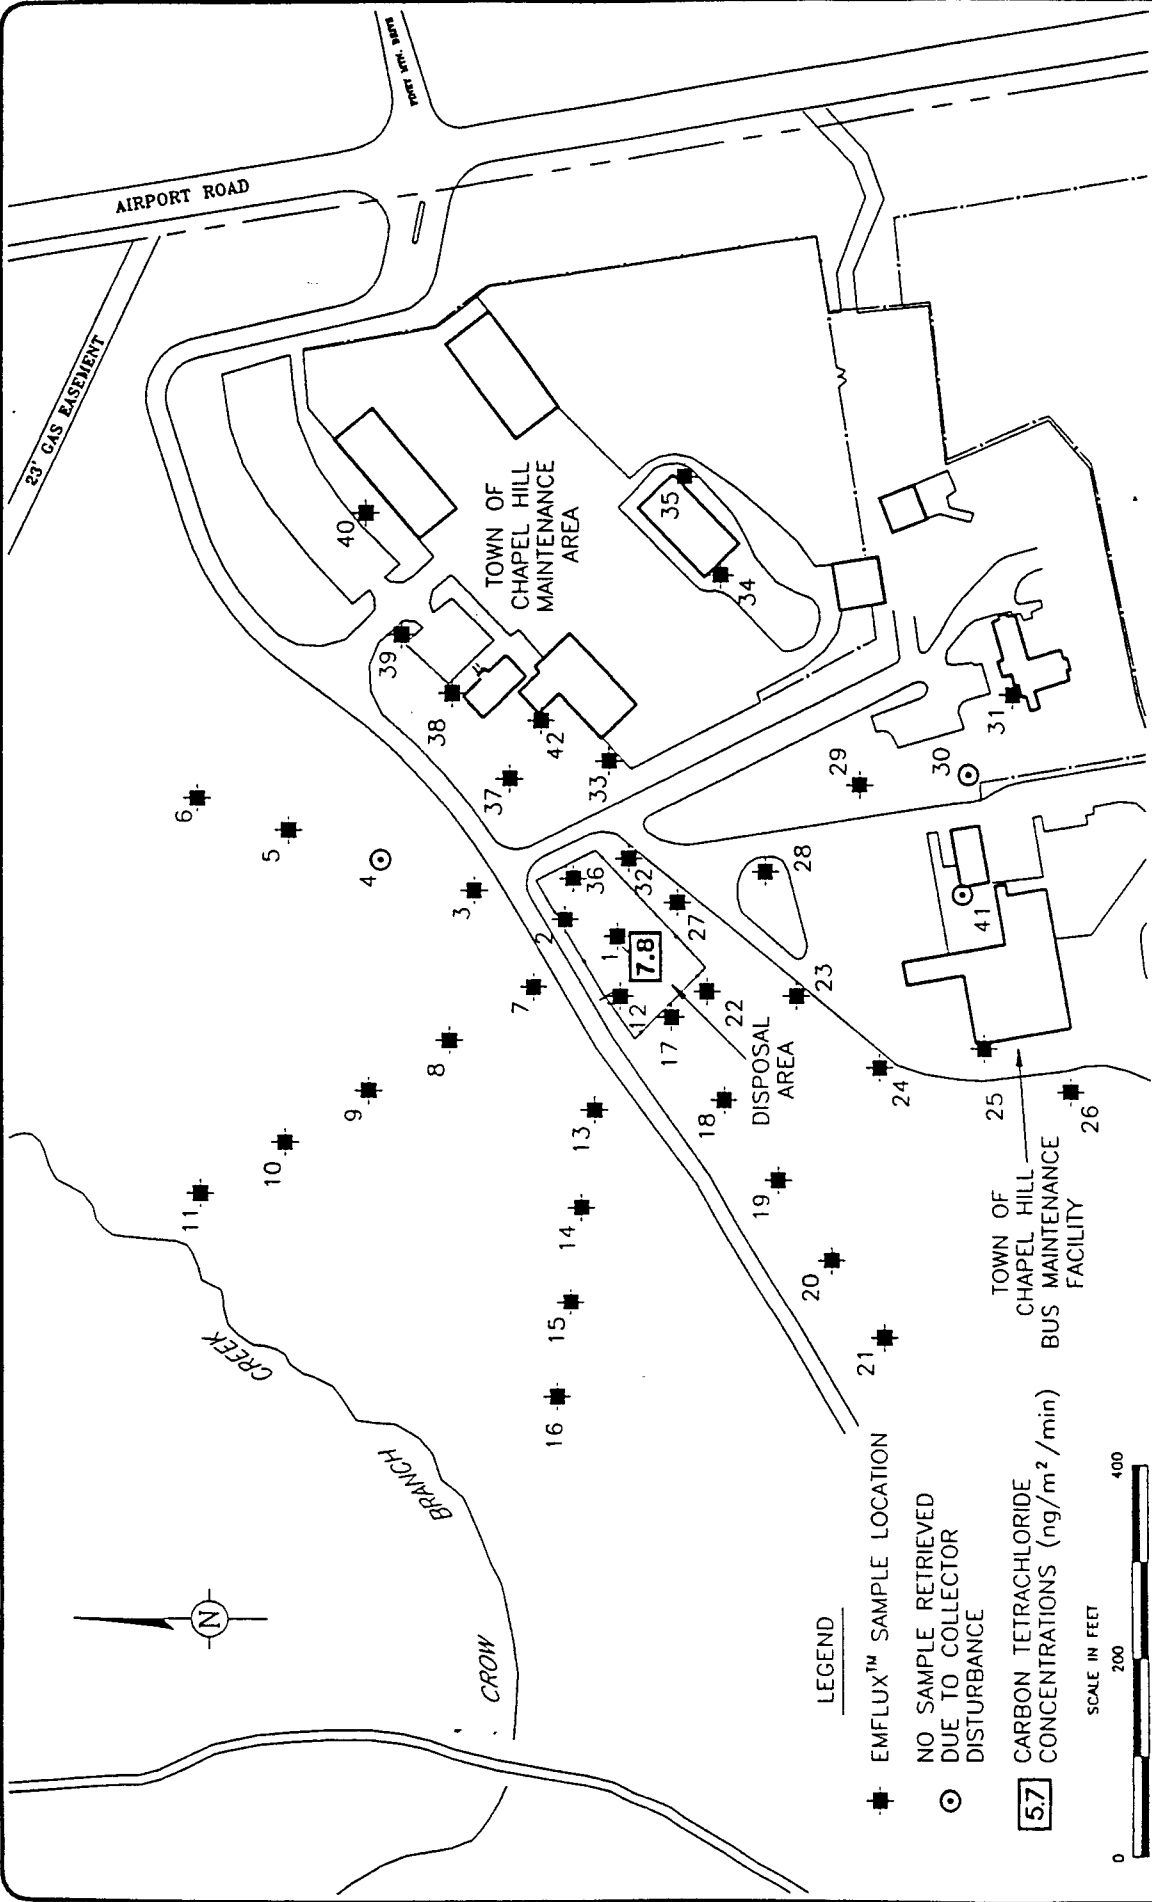 PINEY MTN. DRIVE
AIRPORT ROAD
23' GAS EASEMENT
TOWN OF
CHAPEL HILL
MAINTENANCE
AREA
40
35
34
39
38
42
37
33
6
5
4
3
36
32
2
1
7.8
27
28
29
30
31
41
7
12
17
22
23
DISPOSAL
AREA
8
9
10
11
13
14
15
16
18
19
20
21
24
25
26
TOWN OF
CHAPEL HILL
BUS MAINTENANCE
FACILITY
CROW
BRANCH
CREEK
N
LEGEND
EMFLUX™ SAMPLE LOCATION
NO SAMPLE RETRIEVED
DUE TO COLLECTOR
DISTURBANCE
5.7
CARBON TETRACHLORIDE
CONCENTRATIONS (ng/m²/min)
SCALE IN FEET
0 200 400